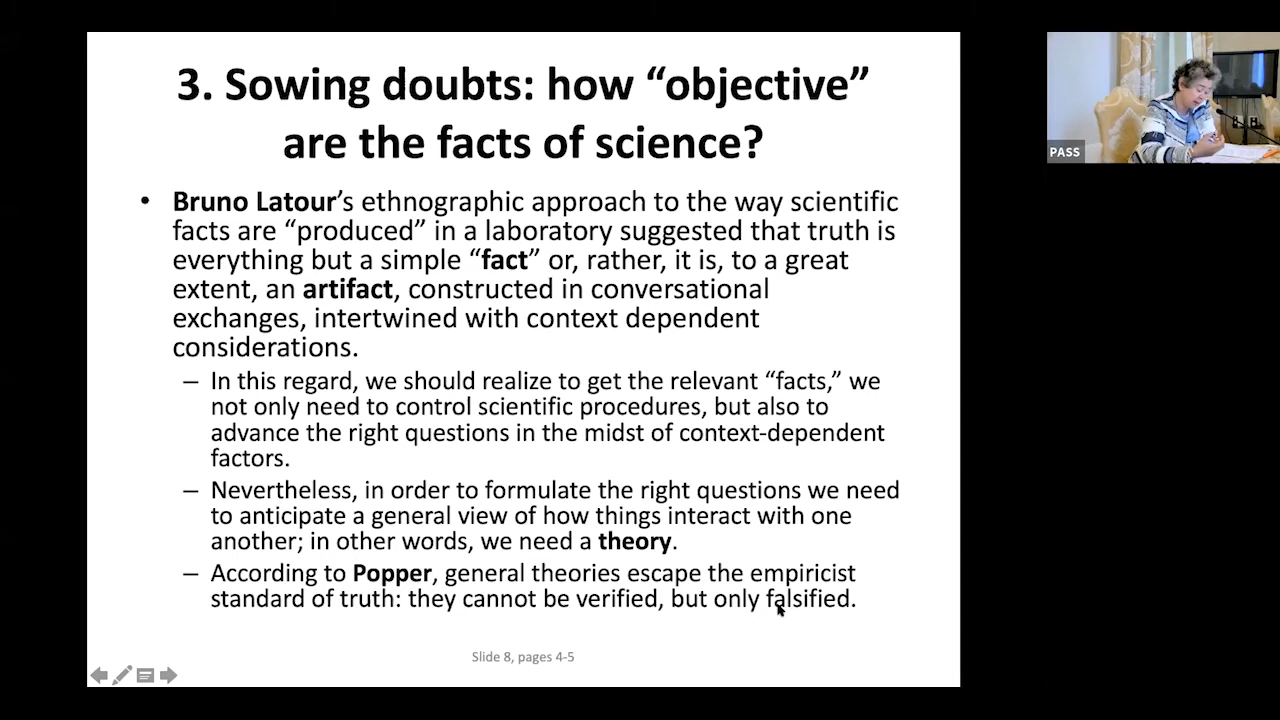 3. Sowing doubts: how “objective”
are the facts of science?
PASS
• Bruno Latour’s ethnographic approach to the way scientific
facts are “produced” in a laboratory suggested that truth is
everything but a simple “fact” or, rather, it is, to a great
extent, an artifact, constructed in conversational
exchanges, intertwined with context dependent
considerations.
– In this regard, we should realize to get the relevant “facts,” we
not only need to control scientific procedures, but also to
advance the right questions in the midst of context-dependent
factors.
– Nevertheless, in order to formulate the right questions we need
to anticipate a general view of how things interact with one
another; in other words, we need a theory.
– According to Popper, general theories escape the empiricist
standard of truth: they cannot be verified, but only falsified.
Slide 8, pages 4-5